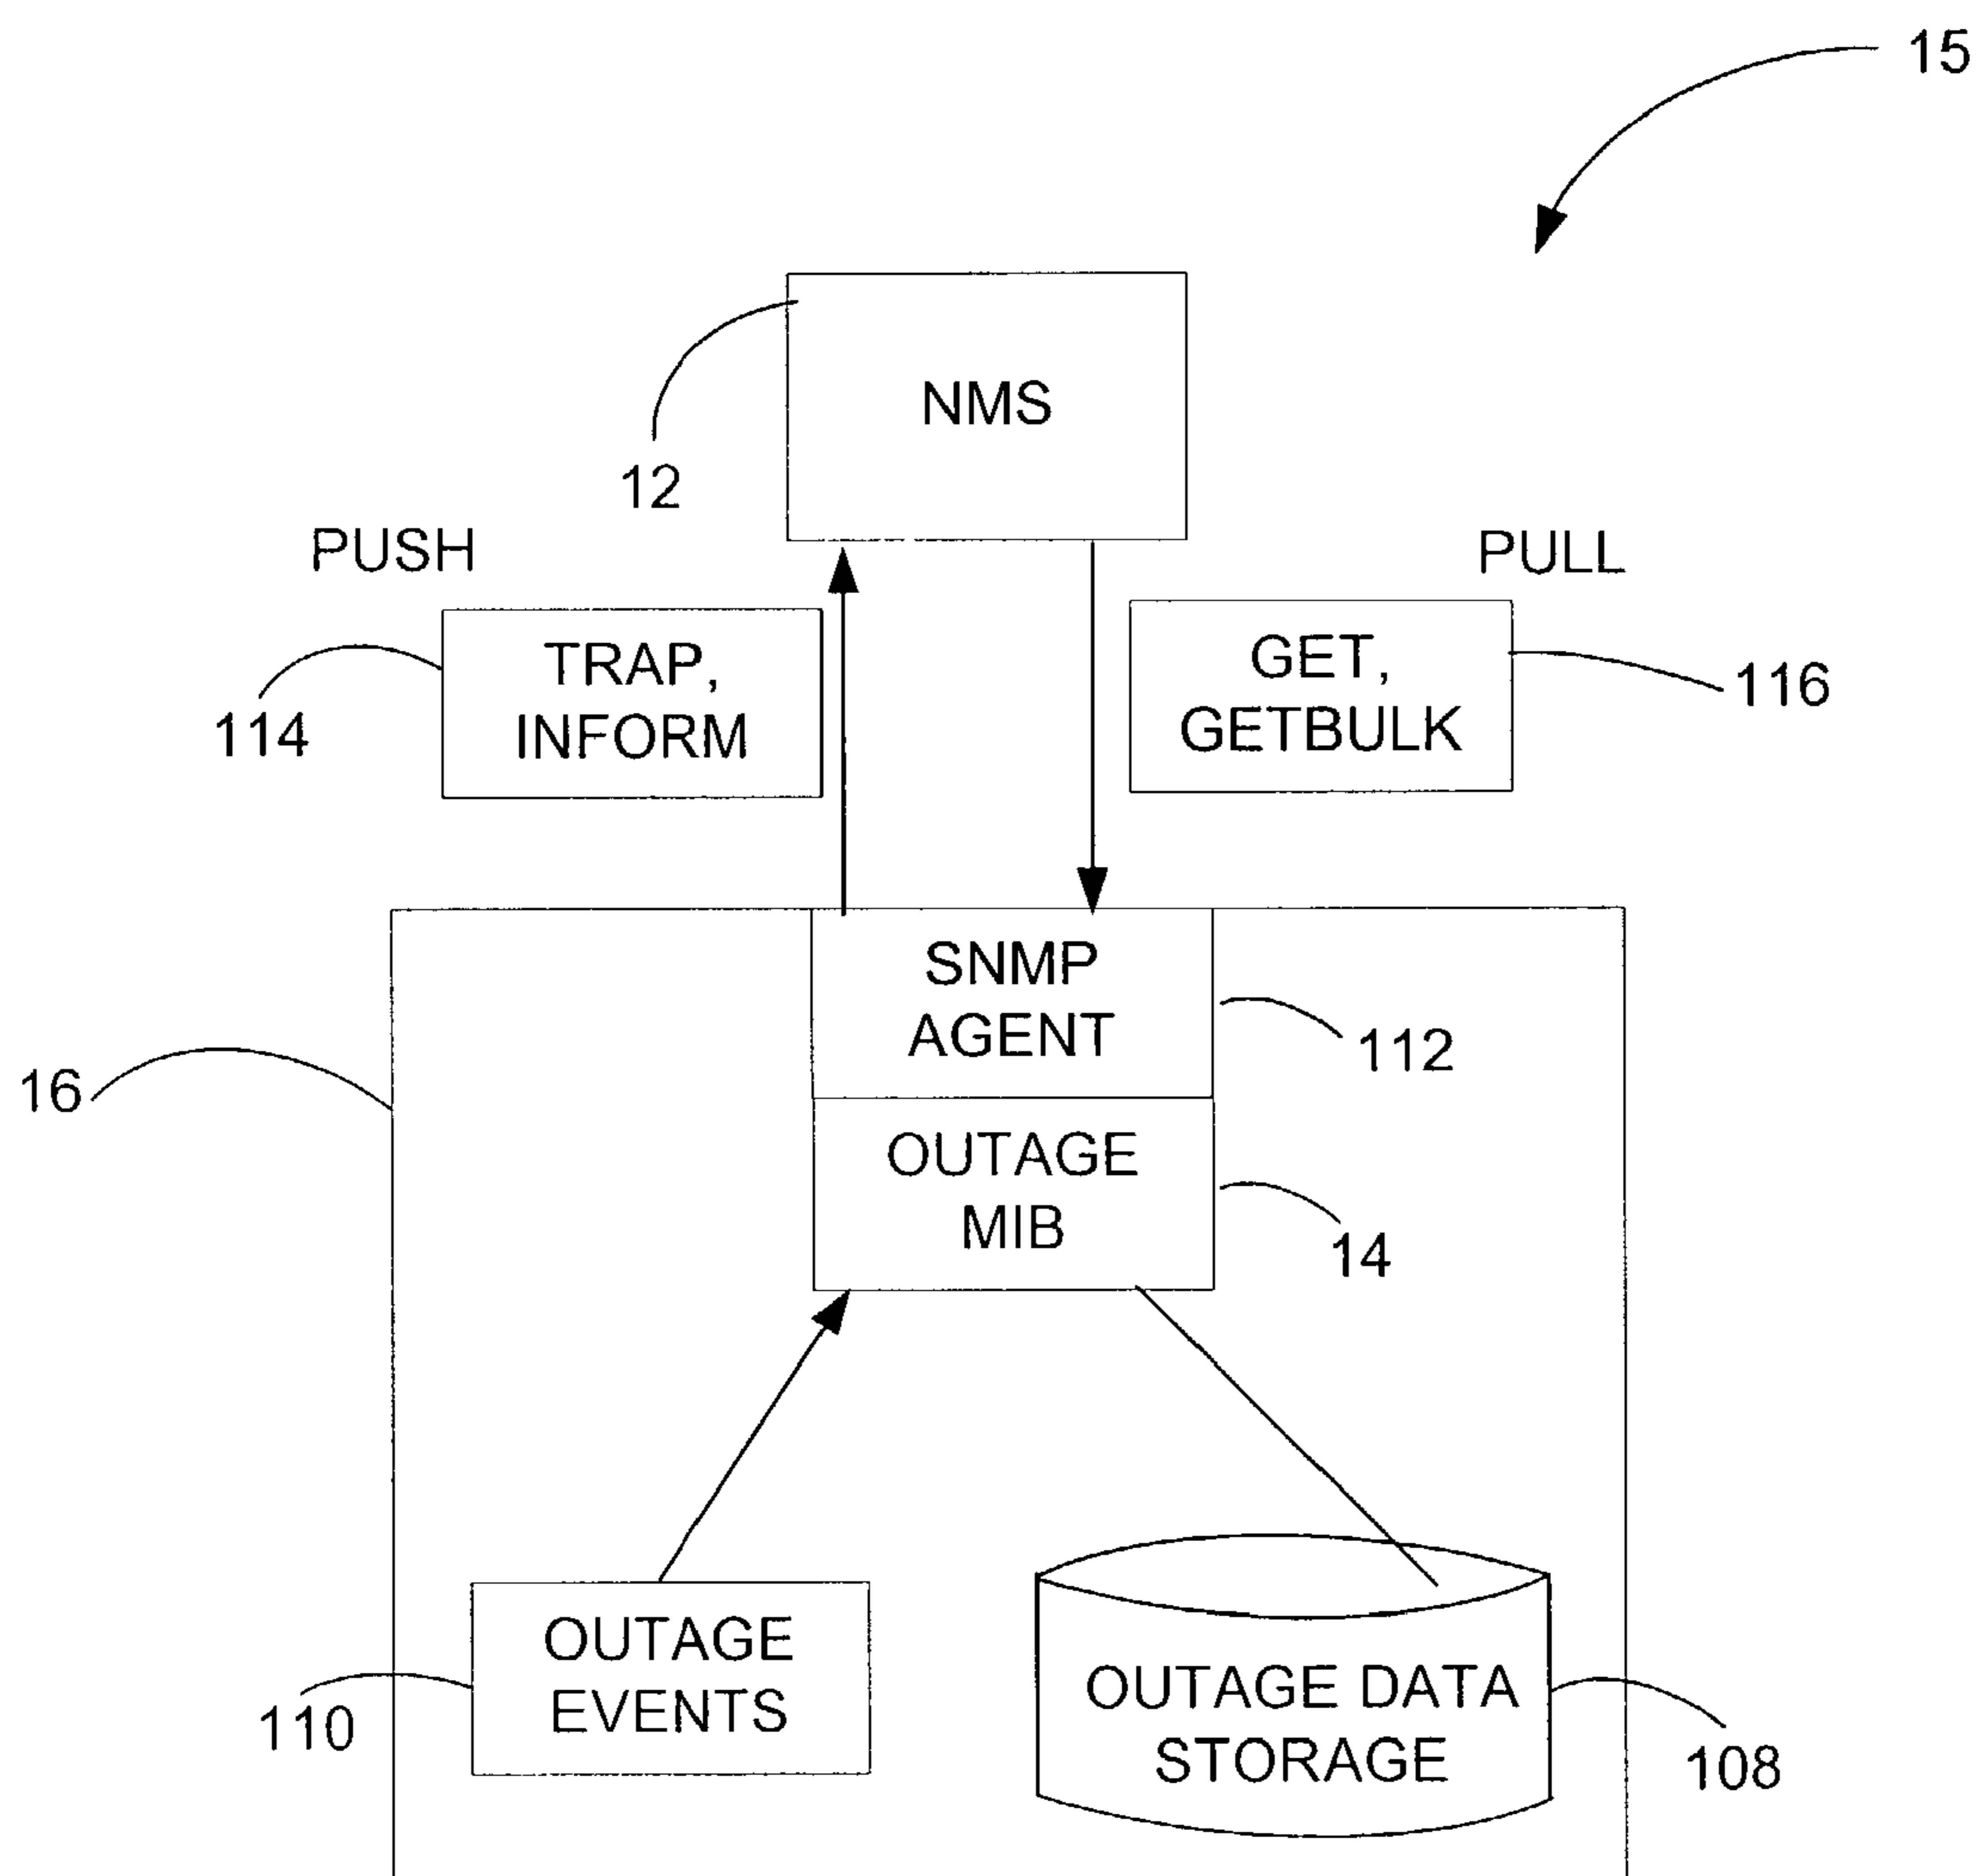 15
NMS
12
PUSH
PULL
TRAP,
INFORM
114
GET,
GETBULK
116
SNMP
AGENT
112
16
OUTAGE
MIB
14
OUTAGE
EVENTS
110
OUTAGE DATA
STORAGE
108